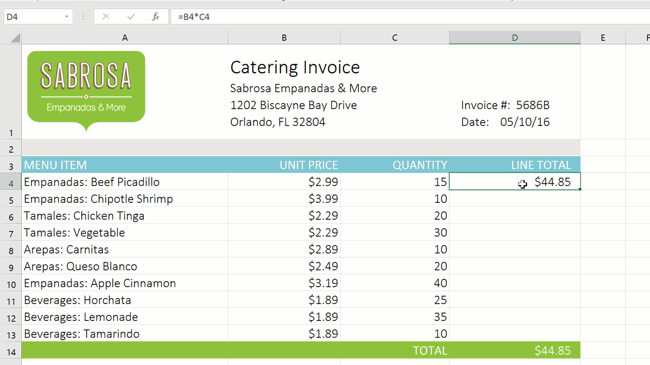 D4 fx =B4*C4
A B C D E F
1 SABROSA
Empanadas & More
Catering Invoice
Sabrosa Empanadas & More
1202 Biscayne Bay Drive Invoice #: 5686B
Orlando, FL 32804 Date: 05/10/16
2
3 MENU ITEM UNIT PRICE QUANTITY LINE TOTAL
4 Empanadas: Beef Picadillo $2.99 15 $44.85
5 Empanadas: Chipotle Shrimp $3.99 10
6 Tamales: Chicken Tinga $2.29 20
7 Tamales: Vegetable $2.29 30
8 Arepas: Carnitas $2.89 10
9 Arepas: Queso Blanco $2.49 20
10 Empanadas: Apple Cinnamon $3.19 40
11 Beverages: Horchata $1.89 25
12 Beverages: Lemonade $1.89 35
13 Beverages: Tamarindo $1.89 10
14 TOTAL $44.85